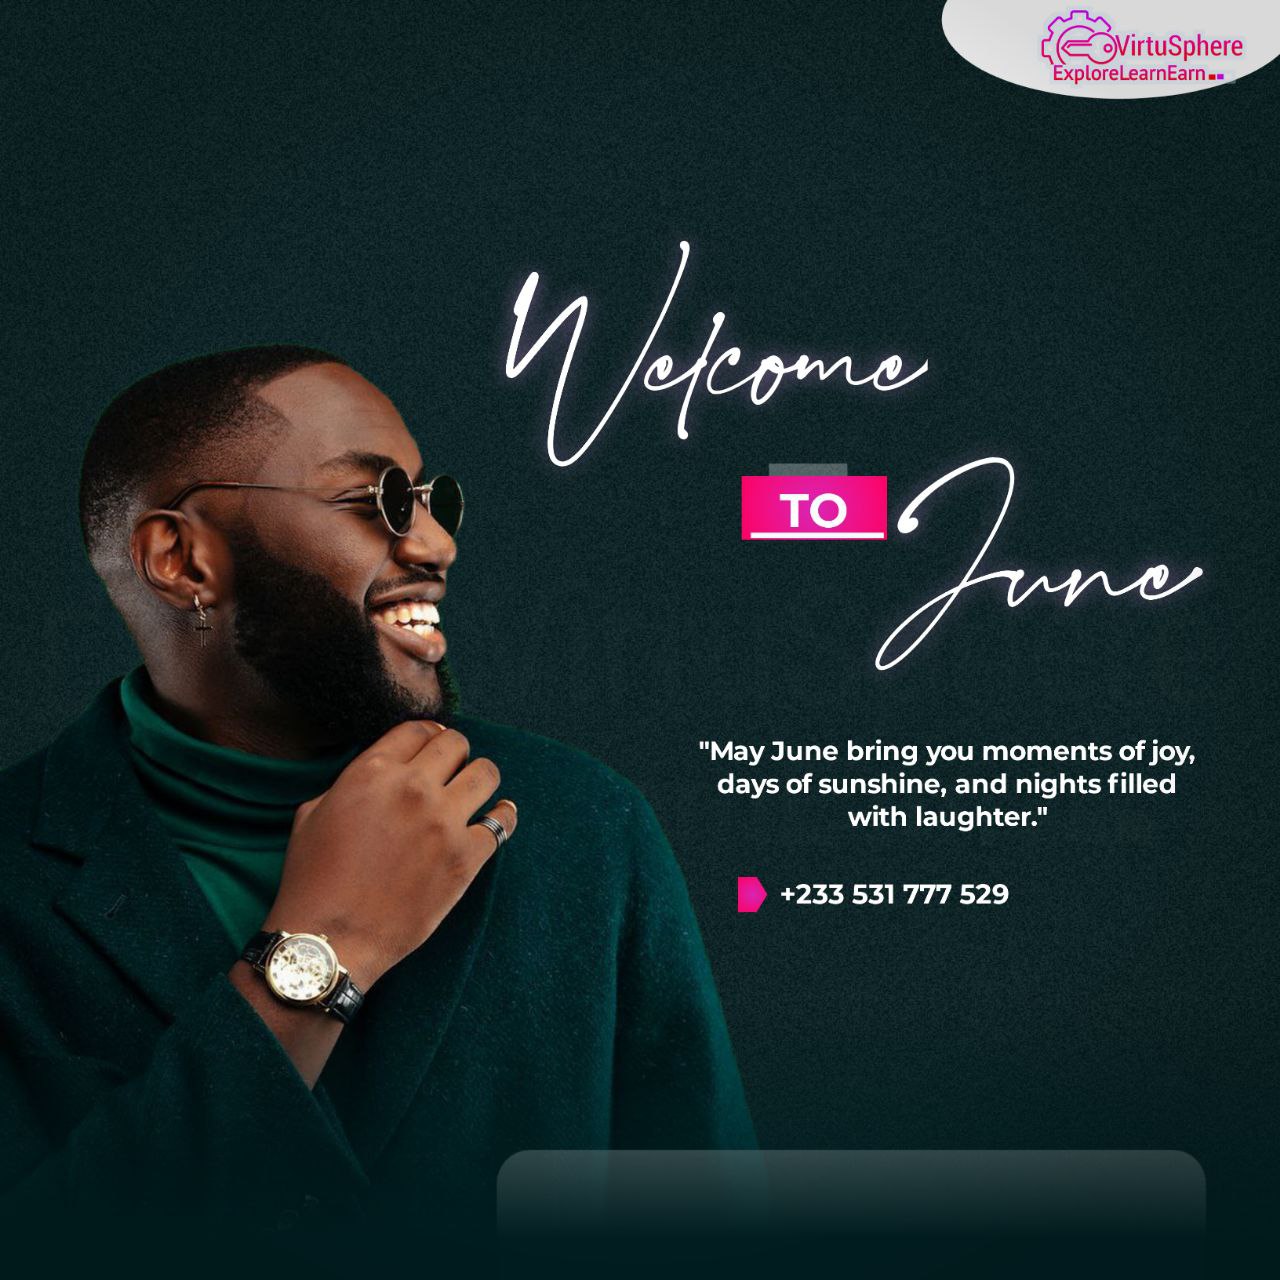 VirtuSphere
ExploreLearnEarn
Welcome
TO
June
"May June bring you moments of joy,
days of sunshine, and nights filled
with laughter."
+233 531 777 529